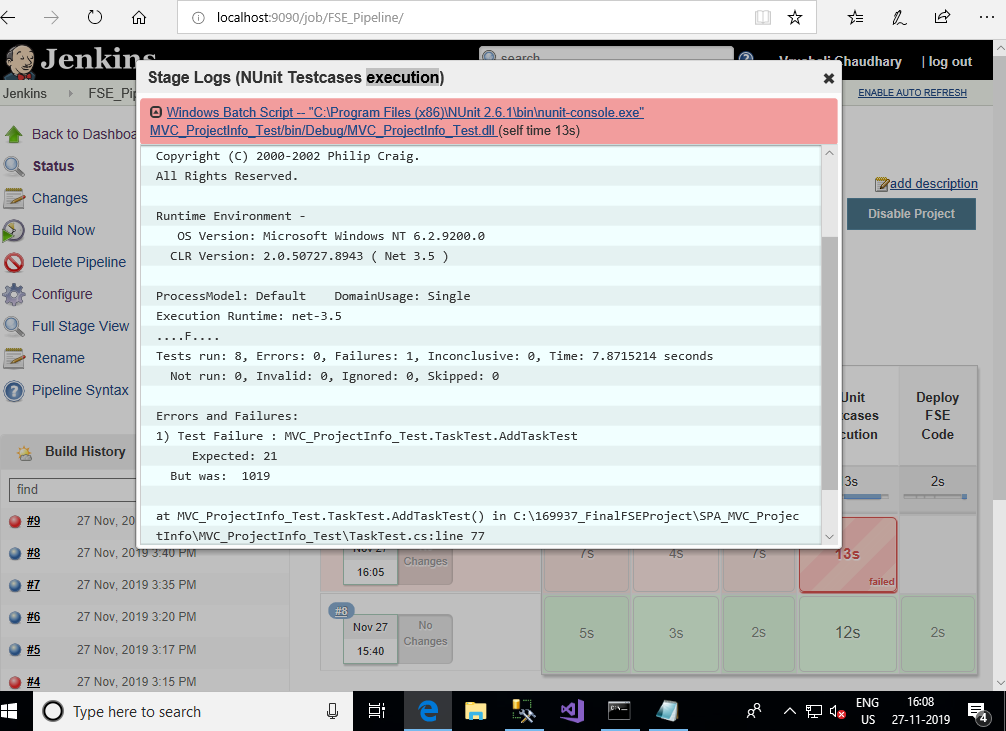 localhost:9090/job/FSE_Pipeline/
Jenkins
search
Chaudhary
| log out
Jenkins
ENABLE AUTO REFRESH
Stage Logs (NUnit Testcases execution)
Windows Batch Script -- "C:\Program Files (x86)\NUnit 2.6.1\bin\nunit-console.exe"
MVC_ProjectInfo_Test/bin/Debug/MVC_ProjectInfo_Test.dll (self time 13s)
Copyright (C) 2000-2002 Philip Craig.
All Rights Reserved.
Runtime Environment -
OS Version: Microsoft Windows NT 6.2.9200.0
CLR Version: 2.0.50727.8943 ( Net 3.5 )
ProcessModel: Default    DomainUsage: Single
Execution Runtime: net-3.5
....F....
Tests run: 8, Errors: 0, Failures: 1, Inconclusive: 0, Time: 7.8715214 seconds
Not run: 0, Invalid: 0, Ignored: 0, Skipped: 0
Errors and Failures:
1) Test Failure : MVC_ProjectInfo_Test.TaskTest.AddTaskTest
Expected: 21
But was:  1019
at MVC_ProjectInfo_Test.TaskTest.AddTaskTest() in C:\169937_FinalFSEProject\SPA_MVC_Projec
tInfo\MVC_ProjectInfo_Test\TaskTest.cs:line 77
Back to Dashboa
Status
Changes
Build Now
Delete Pipeline
Configure
Full Stage View
Rename
Pipeline Syntax
add description
Disable Project
Build History
find
#9 27 Nov, 20
#8 27 Nov, 2019 3:40 PM
#7 27 Nov, 2019 3:35 PM
#6 27 Nov, 2019 3:20 PM
#5 27 Nov, 2019 3:17 PM
#4 27 Nov, 2019 3:15 PM
Unit
cases
cution
Deploy
FSE
Code
3s
2s
Nov 27
16:05
Changes
7s
4s
7s
13s
failed
#8
Nov 27
15:40
No
Changes
5s
3s
2s
12s
2s
Type here to search
ENG
US
16:08
27-11-2019
4